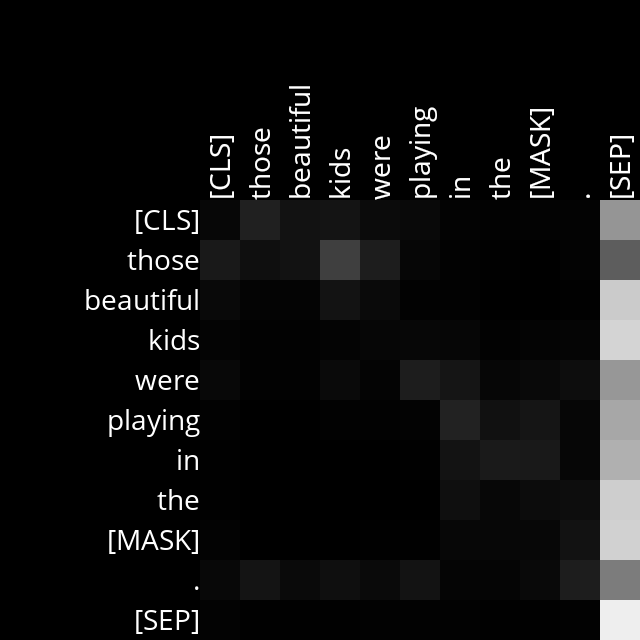 [CLS] those beautiful kids were playing in the [MASK] . [SEP]
[CLS]
those
beautiful
kids
were
playing
in
the
[MASK]
.
[SEP]